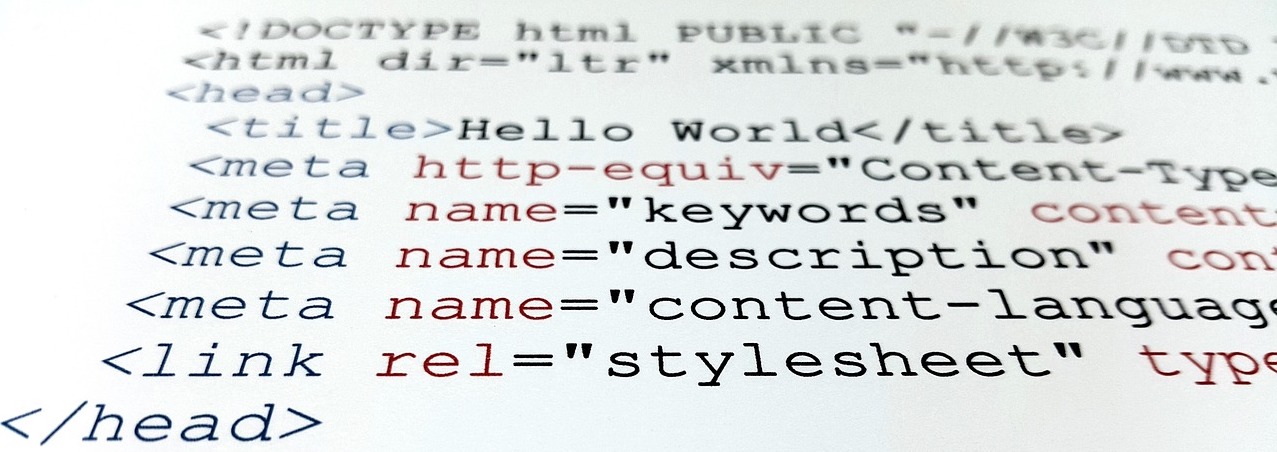 <!DOCTYPE html PUBLIC "-//W3C//DTD
<html dir="ltr" xmlns="http://www.
<head>
<title>Hello World</title>
<meta http-equiv="Content-Type
<meta name="keywords" content
<meta name="description" con
<meta name="content-language
<link rel="stylesheet" type
</head>